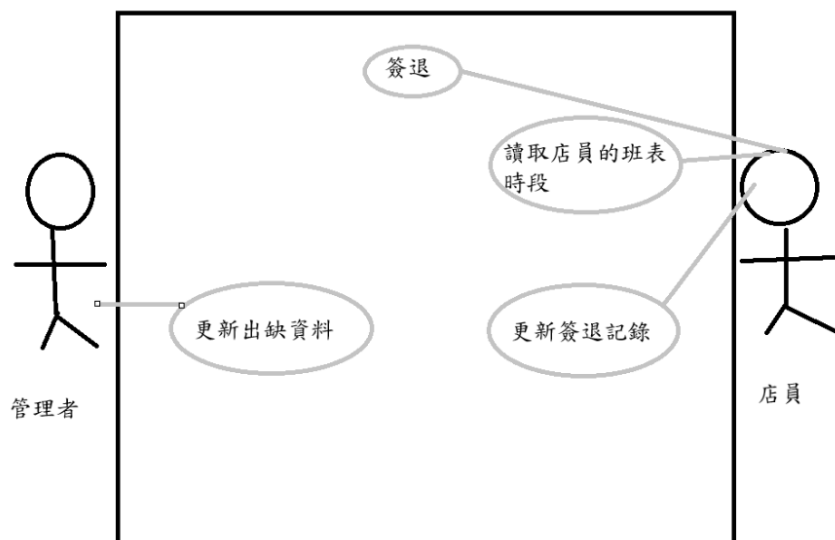 簽退
讀取店員的班表
時段
更新出缺資料
更新簽退記錄
管理者
店員